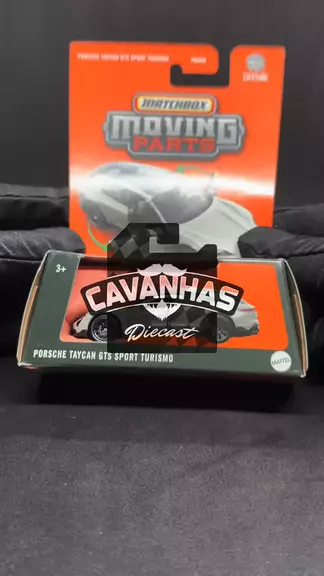 PORSCHE TAYCAN GTS SPORT TURISMO
MATCHBOX
MOVING
PARTS
3+
CAVANHAS
Diecast
PORSCHE TAYCAN GTS SPORT TURISMO
MATTEL